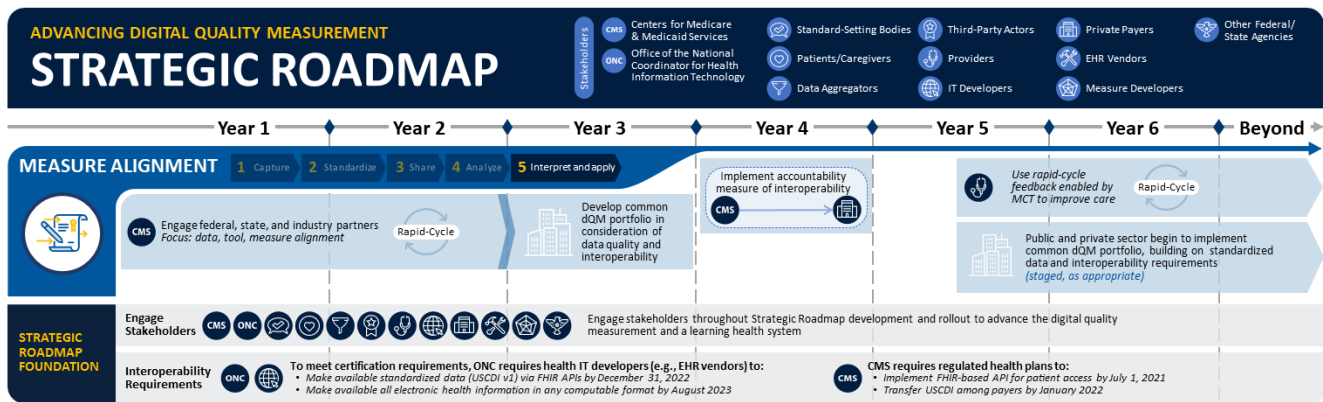 ADVANCING DIGITAL QUALITY MEASUREMENT
STRATEGIC ROADMAP
Stakeholders
CMS
Centers for Medicare
& Medicaid Services
ONC
Office of the National
Coordinator for Health
Information Technology
Standard-Setting Bodies
Patients/Caregivers
Data Aggregators
Third-Party Actors
Providers
IT Developers
Private Payers
EHR Vendors
Measure Developers
Other Federal/
State Agencies
Year 1
Year 2
Year 3
Year 4
Year 5
Year 6
Beyond
MEASURE ALIGNMENT
1 Capture
2 Standardize
3 Share
4 Analyze
5 Interpret and apply
CMS
Engage federal, state, and industry partners
Focus: data, tool, measure alignment
Rapid-Cycle
Develop common
dQM portfolio in
consideration of
data quality and
interoperability
Implement accountability
measure of interoperability
CMS
Use rapid-cycle
feedback enabled by
MCT to improve care
Rapid-Cycle
Public and private sector begin to implement
common dQM portfolio, building on standardized
data and interoperability requirements
(staged, as appropriate)
STRATEGIC
ROADMAP
FOUNDATION
Engage
Stakeholders
CMS ONC
Engage stakeholders throughout Strategic Roadmap development and rollout to advance the digital quality
measurement and a learning health system
Interoperability
Requirements
ONC
To meet certification requirements, ONC requires health IT developers (e.g., EHR vendors) to:
• Make available standardized data (USCDI v1) via FHIR APIs by December 31, 2022
• Make available all electronic health information in any computable format by August 2023
CMS
CMS requires regulated health plans to:
• Implement FHIR-based API for patient access by July 1, 2021
• Transfer USCDI among payers by January 2022